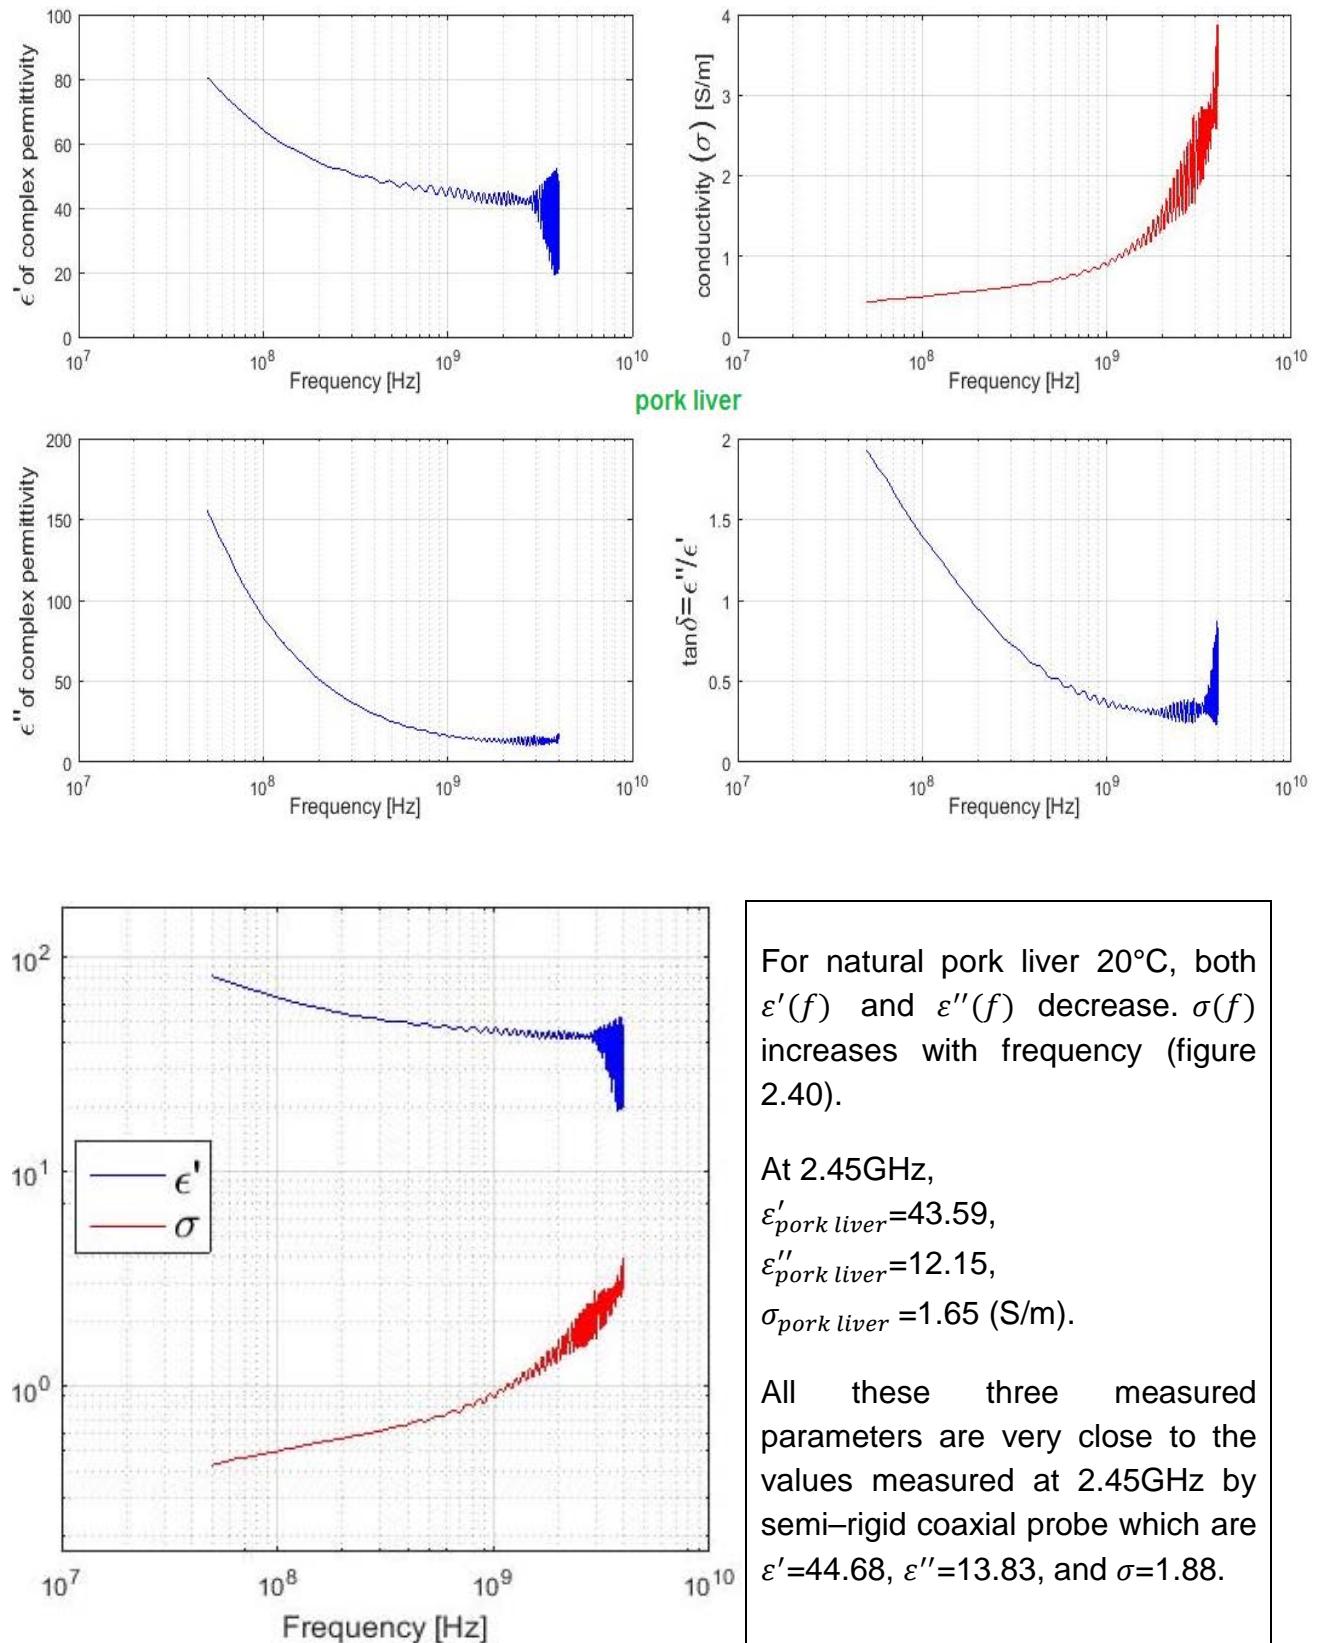 100
80
60
40
20
0
ϵ' of complex permittivity
10^7
10^8
10^9
10^10
Frequency [Hz]
4
3
2
1
0
conductivity (σ) [S/m]
10^7
10^8
10^9
10^10
Frequency [Hz]
pork liver
200
150
100
50
0
ϵ'' of complex permittivity
10^7
10^8
10^9
10^10
Frequency [Hz]
2
1.5
1
0.5
0
tanδ=ϵ''/ϵ'
10^7
10^8
10^9
10^10
Frequency [Hz]
10^2
10^1
10^0
ϵ'
σ
10^7
10^8
10^9
10^10
Frequency [Hz]
For natural pork liver 20°C, both
ε′(f) and ε′′(f) decrease. σ(f)
increases with frequency (figure
2.40).
At 2.45GHz,
ε′pork liver=43.59,
ε′′pork liver=12.15,
σpork liver =1.65 (S/m).
All these three measured
parameters are very close to the
values measured at 2.45GHz by
semi–rigid coaxial probe which are
ε′=44.68, ε′′=13.83, and σ=1.88.